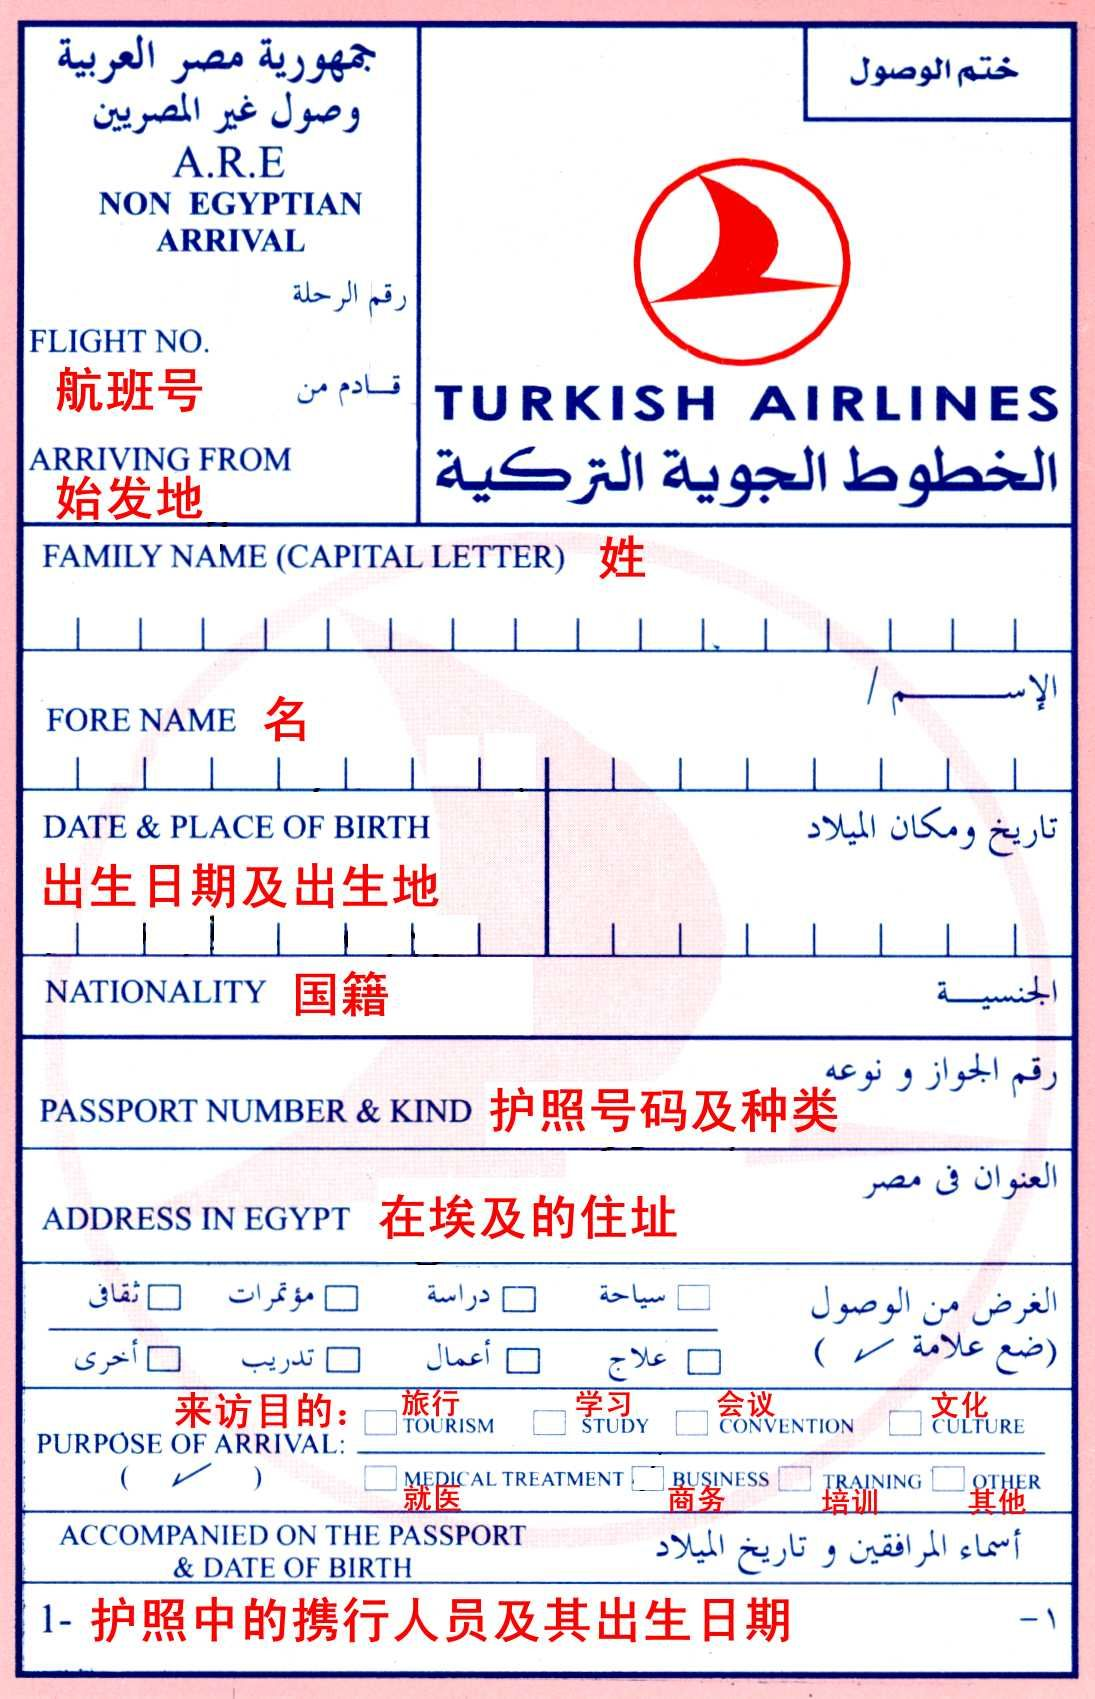 جمهورية مصر العربية
وصول غير المصريين
A.R.E
NON EGYPTIAN
ARRIVAL
رقم الرحلة
FLIGHT NO.
航班号
قـــادم من
ARRIVING FROM
始发地
ختم الوصول
TURKISH AIRLINES
الخطوط الجوية التركية
FAMILY NAME (CAPITAL LETTER) 姓
الإســـــــم /
FORE NAME 名
DATE & PLACE OF BIRTH تاريخ ومكان الميلاد
出生日期及出生地
NATIONALITY 国籍 الجنسيـــة
رقم الجواز و نوعه
PASSPORT NUMBER & KIND 护照号码及种类
العنوان فى مصر
ADDRESS IN EGYPT 在埃及的住址
الغرض من الوصول
(ضع علامة ✓ )
سياحة دراسة مؤتمرات ثقافى
علاج أعمال تدريب أخرى
来访目的: 旅行 学习 会议 文化
TOURISM STUDY CONVENTION CULTURE
PURPOSE OF ARRIVAL:
( ✓ )
MEDICAL TREATMENT BUSINESS TRAINING OTHER
就医 商务 培训 其他
ACCOMPANIED ON THE PASSPORT
& DATE OF BIRTH
أسماء المرافقين و تاريخ الميلاد
1- 护照中的携行人员及其出生日期 ١-